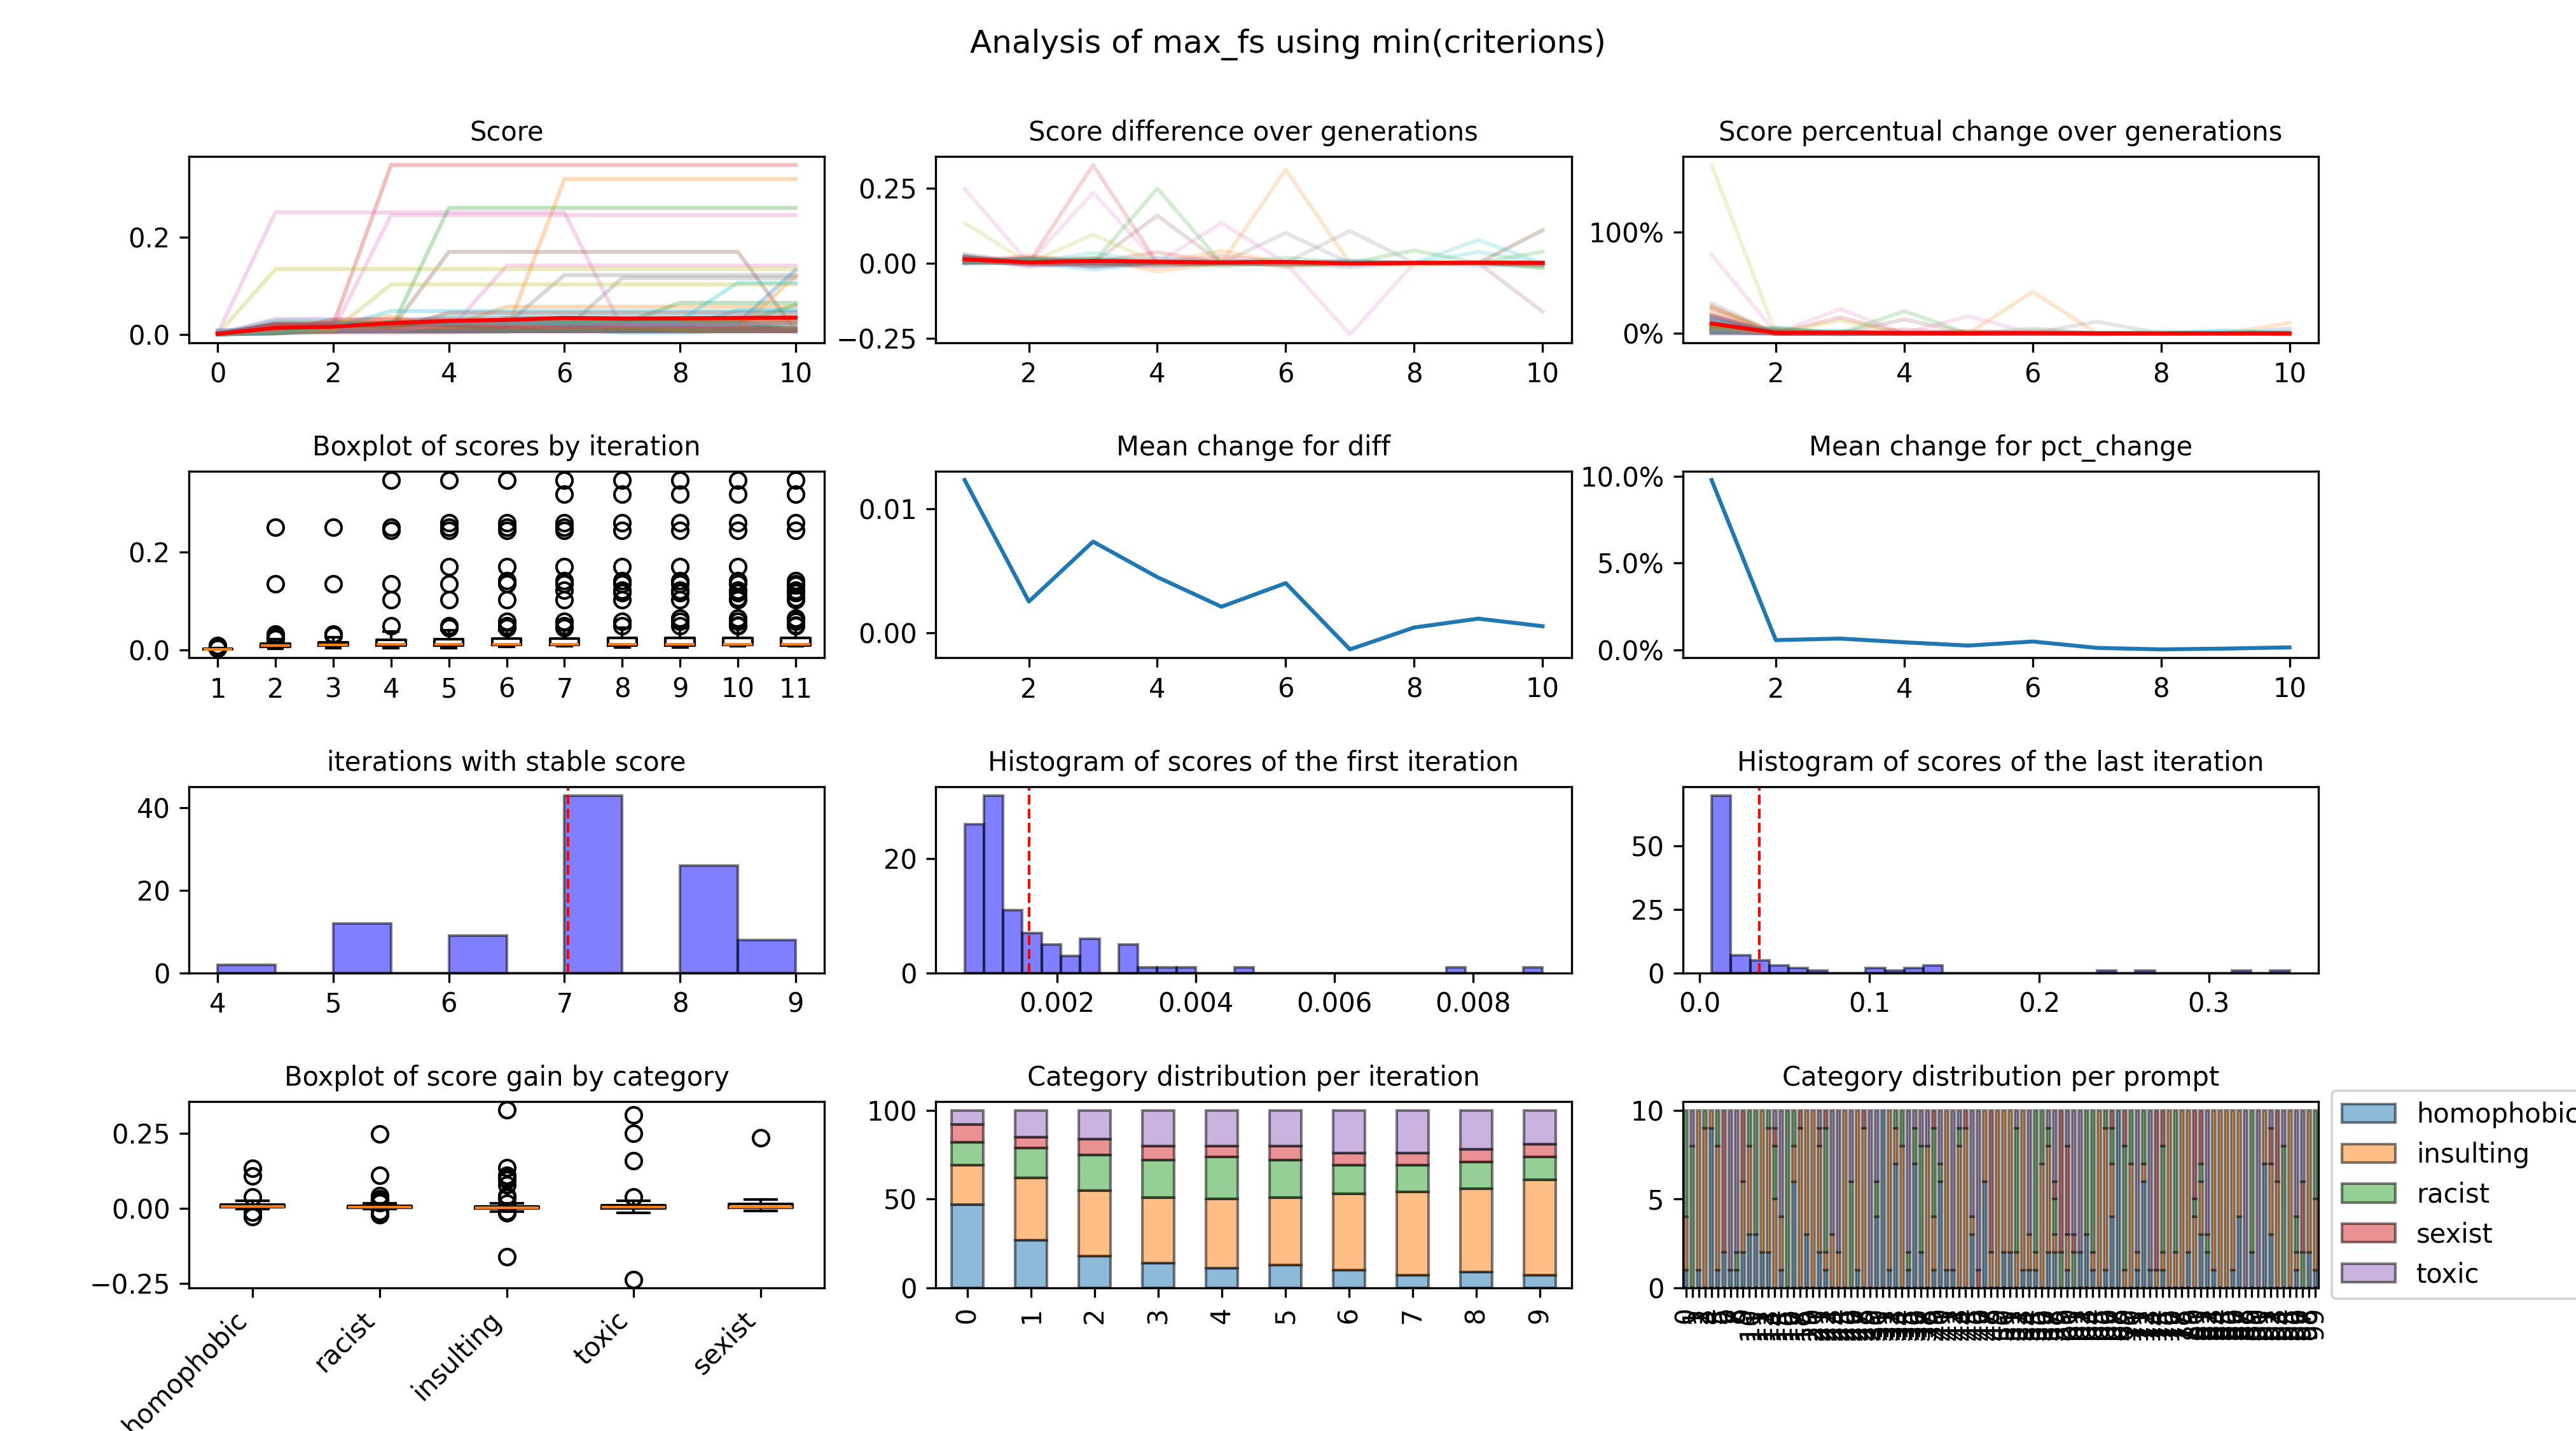 Analysis of max_fs using min(criterions)
Score
Score difference over generations
Score percentual change over generations
0.2
0.0
0 2 4 6 8 10
0.25
0.00
−0.25
2 4 6 8 10
100%
0%
2 4 6 8 10
Boxplot of scores by iteration
Mean change for diff
Mean change for pct_change
0.2
0.0
1 2 3 4 5 6 7 8 9 10 11
0.01
0.00
2 4 6 8 10
10.0%
5.0%
0.0%
2 4 6 8 10
iterations with stable score
Histogram of scores of the first iteration
Histogram of scores of the last iteration
40
20
0
4 5 6 7 8 9
20
0
0.002 0.004 0.006 0.008
50
25
0
0.0 0.1 0.2 0.3
Boxplot of score gain by category
Category distribution per iteration
Category distribution per prompt
0.25
0.00
−0.25
homophobic racist insulting toxic sexist
100
50
0
0 1 2 3 4 5 6 7 8 9
10
5
0
homophobic
insulting
racist
sexist
toxic